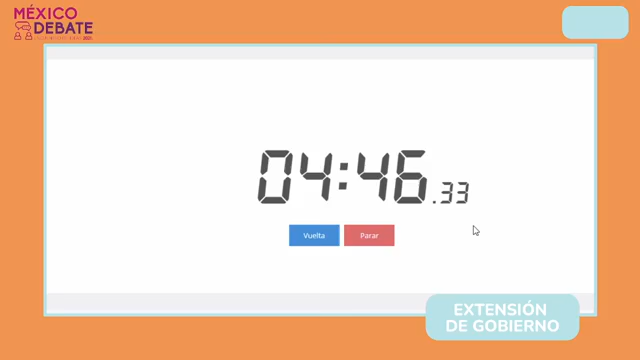 MÉXICO
DEBATE
04:46.33
Vuelta
Parar
EXTENSIÓN
DE GOBIERNO